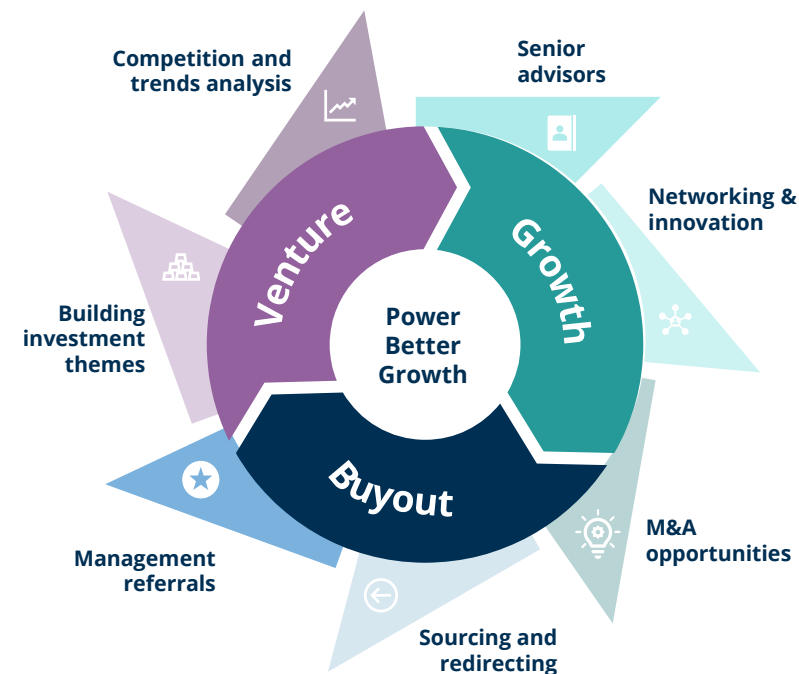 Competition and
trends analysis
Senior
advisors
Networking &
innovation
Venture
Growth
Building
investment
themes
Power
Better
Growth
Buyout
M&A
opportunities
Management
referrals
Sourcing and
redirecting